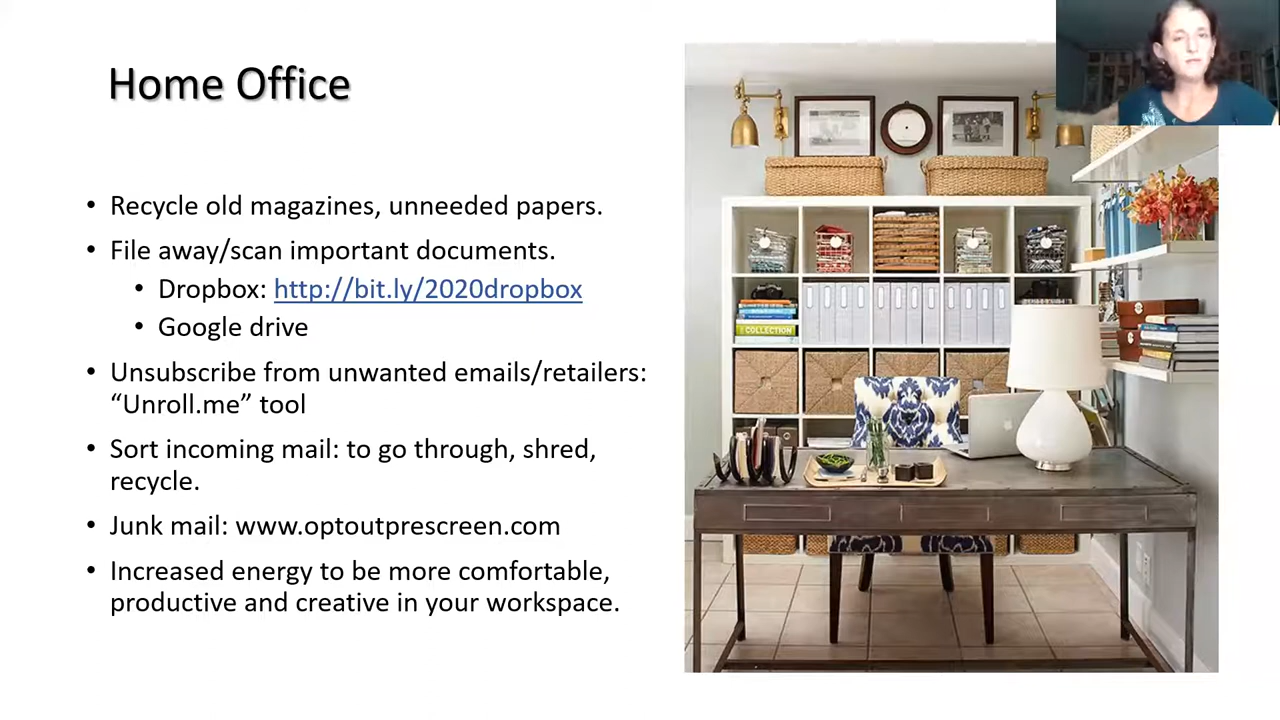 Home Office
• Recycle old magazines, unneeded papers.
• File away/scan important documents.
• Dropbox: http://bit.ly/2020dropbox
• Google drive
• Unsubscribe from unwanted emails/retailers:
“Unroll.me” tool
• Sort incoming mail: to go through, shred,
recycle.
• Junk mail: www.optoutprescreen.com
• Increased energy to be more comfortable,
productive and creative in your workspace.
COLLECTION